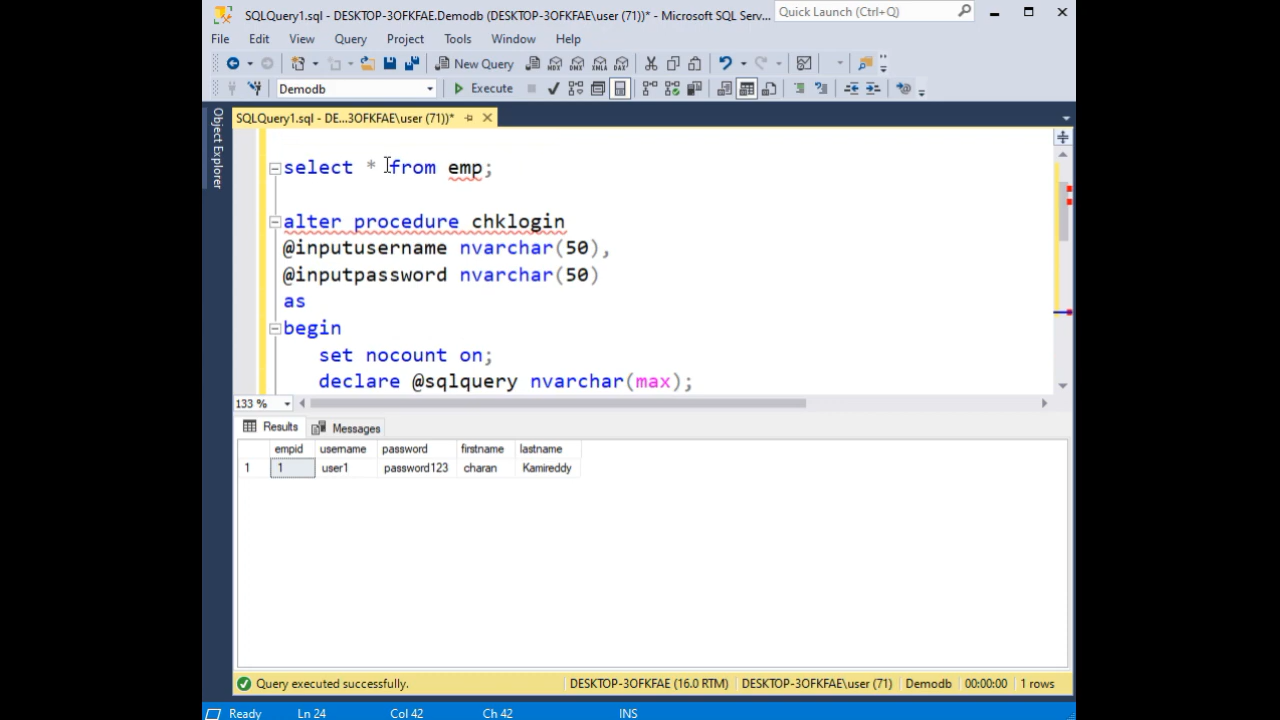 SQLQuery1.sql - DESKTOP-3OFKFAE.Demodb (DESKTOP-3OFKFAE\user (71))* - Microsoft SQL Serv...
Quick Launch (Ctrl+Q)
File Edit View Query Project Tools Window Help
New Query
MDX DMX XMLA DAX
Demodb Execute
Object Explorer
SQLQuery1.sql - DE...3OFKFAE\user (71))*
select * from emp;
alter procedure chklogin
@inputusername nvarchar(50),
@inputpassword nvarchar(50)
as
begin
set nocount on;
declare @sqlquery nvarchar(max);
133 %
Results Messages
empid username password firstname lastname
1 1 user1 password123 charan Kamireddy
Query executed successfully. DESKTOP-3OFKFAE (16.0 RTM) DESKTOP-3OFKFAE\user (71) Demodb 00:00:00 1 rows
Ready Ln 24 Col 42 Ch 42 INS